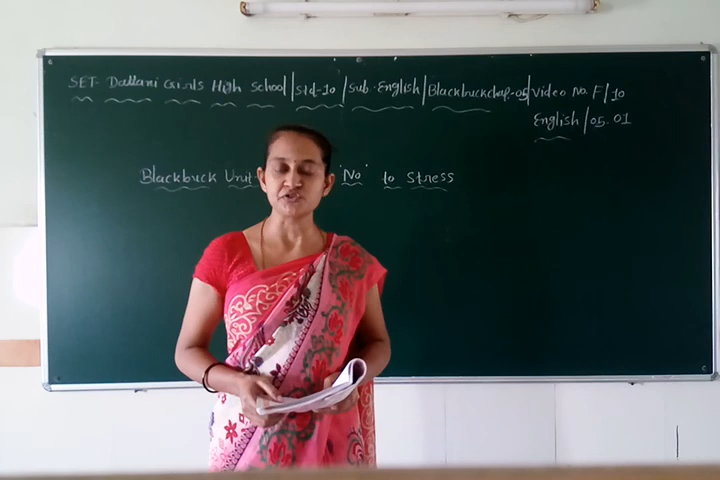 SET- Dallani Girls High School/Std-10/Sub-English/Blackbuck chap-05/Video No. F/10
English/05.01
Blackbuck Unit 'No' to Stress